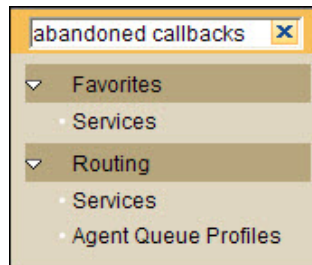 abandoned callbacks
Favorites
Services
Routing
Services
Agent Queue Profiles